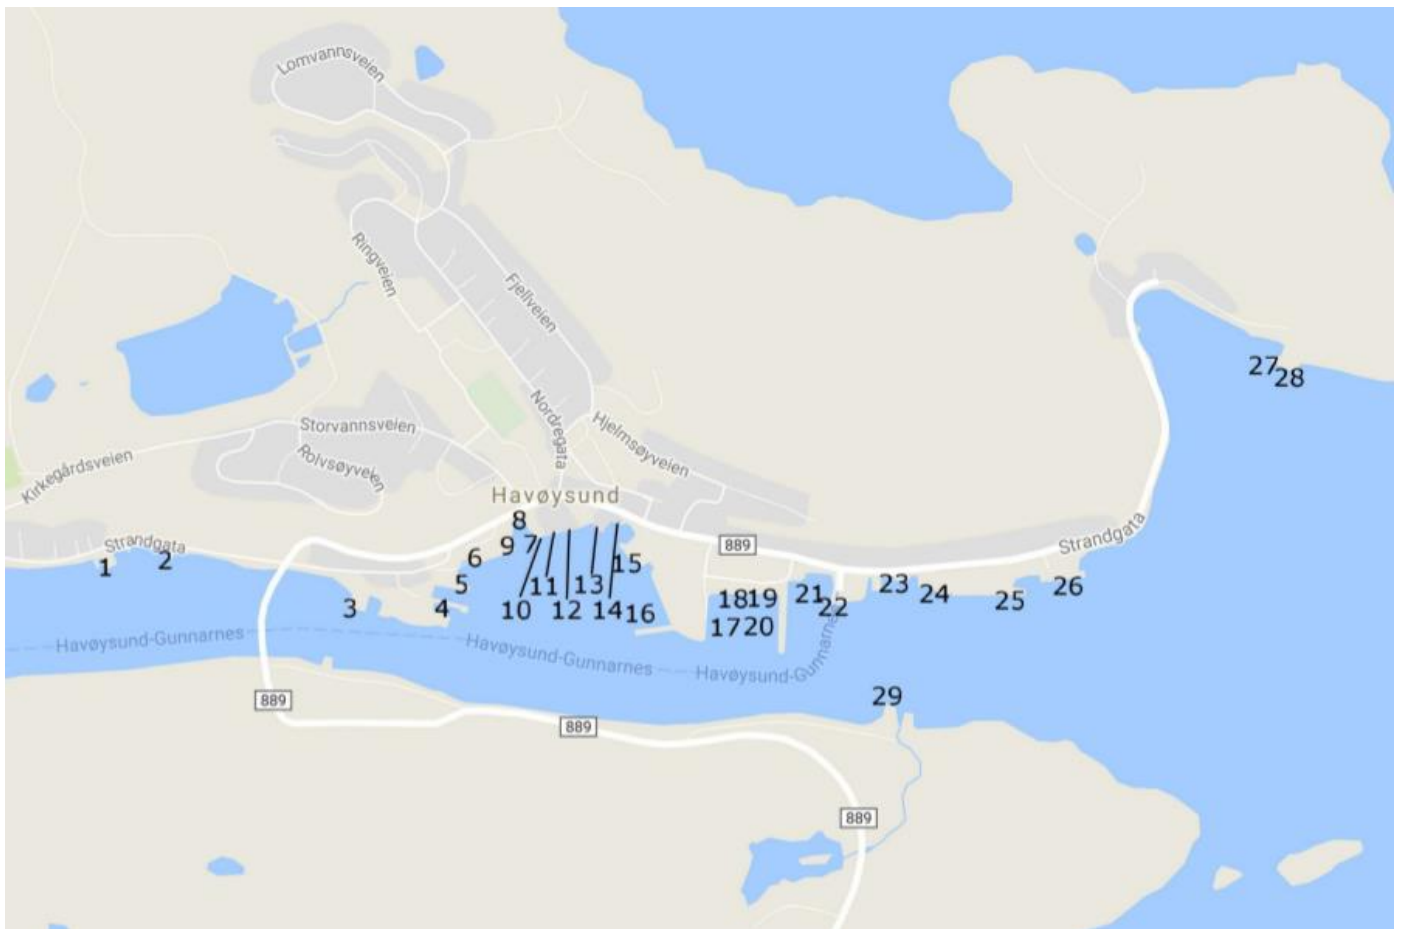 Lomvannsveien
Ringveien
Fjellveien
27
28
Nordregata
Hjelmsøyveien
Storvannsveien
Rolvsøyveien
Kirkegårdsveien
Havøysund
8
Strandgata
889
Strandgata
1
2
9
7
6
15
5
11
13
3
4
10
12
14
16
18
19
17
20
21
22
23
24
25
26
Havøysund-Gunnarnes
Havøysund-Gunnarnes
Havøysund-Gunnarnes
29
889
889
889